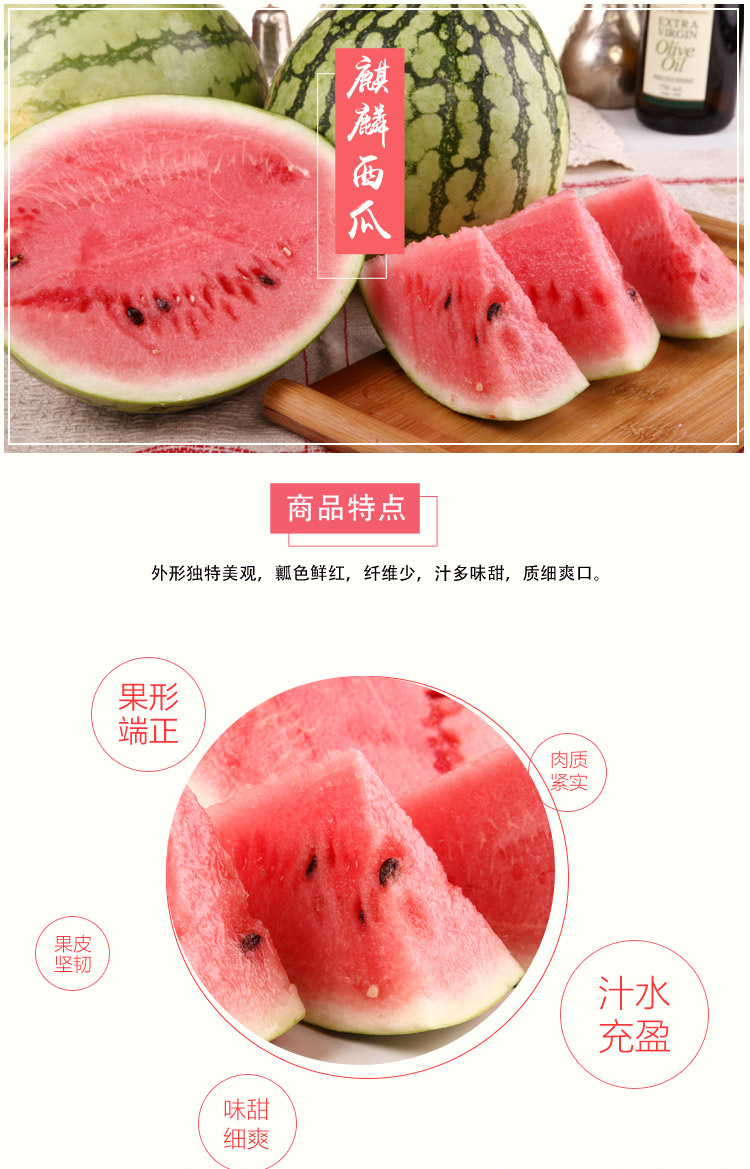 EXTRA
VIRGIN
Olive
Oil
麒麟西瓜
商品特点
外形独特美观，瓤色鲜红，纤维少，汁多味甜，质细爽口。
果形
端正
肉质
紧实
果皮
坚韧
汁水
充盈
味甜
细爽